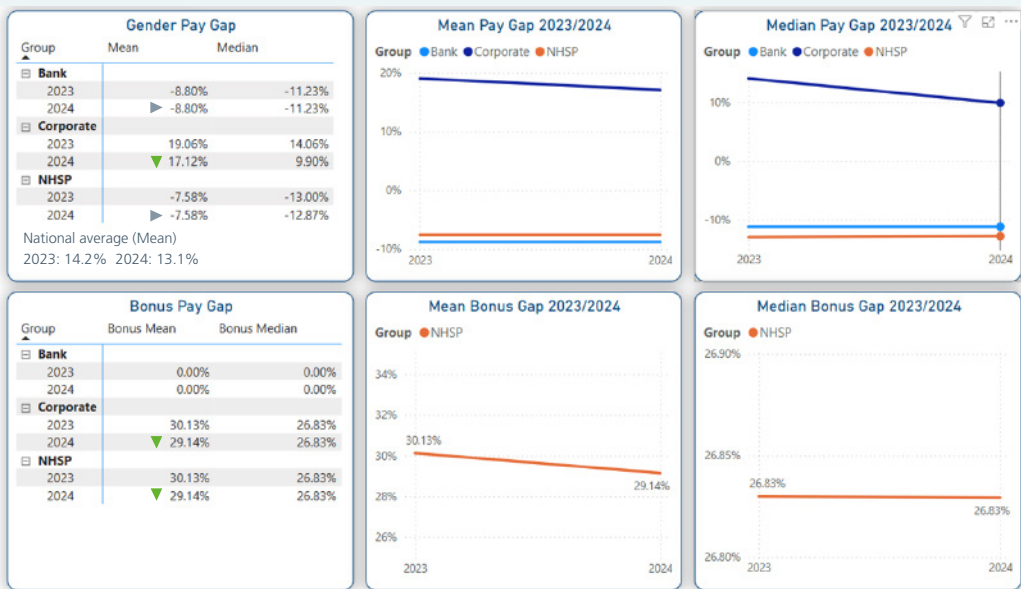 Gender Pay Gap
Group Mean Median
Bank
2023 -8.80% -11.23%
2024 -8.80% -11.23%
Corporate
2023 19.06% 14.06%
2024 17.12% 9.90%
NHSP
2023 -7.58% -13.00%
2024 -7.58% -12.87%
National average (Mean)
2023: 14.2% 2024: 13.1%
Mean Pay Gap 2023/2024
Group Bank Corporate NHSP
20%
10%
0%
-10%
2023 2024
Median Pay Gap 2023/2024
Group Bank Corporate NHSP
10%
0%
-10%
2023 2024
Bonus Pay Gap
Group Bonus Mean Bonus Median
Bank
2023 0.00% 0.00%
2024 0.00% 0.00%
Corporate
2023 30.13% 26.83%
2024 29.14% 26.83%
NHSP
2023 30.13% 26.83%
2024 29.14% 26.83%
Mean Bonus Gap 2023/2024
Group NHSP
34%
32%
30.13%
30%
29.14%
28%
26%
2023 2024
Median Bonus Gap 2023/2024
Group NHSP
26.90%
26.85%
26.83%
26.83%
26.80%
2023 2024